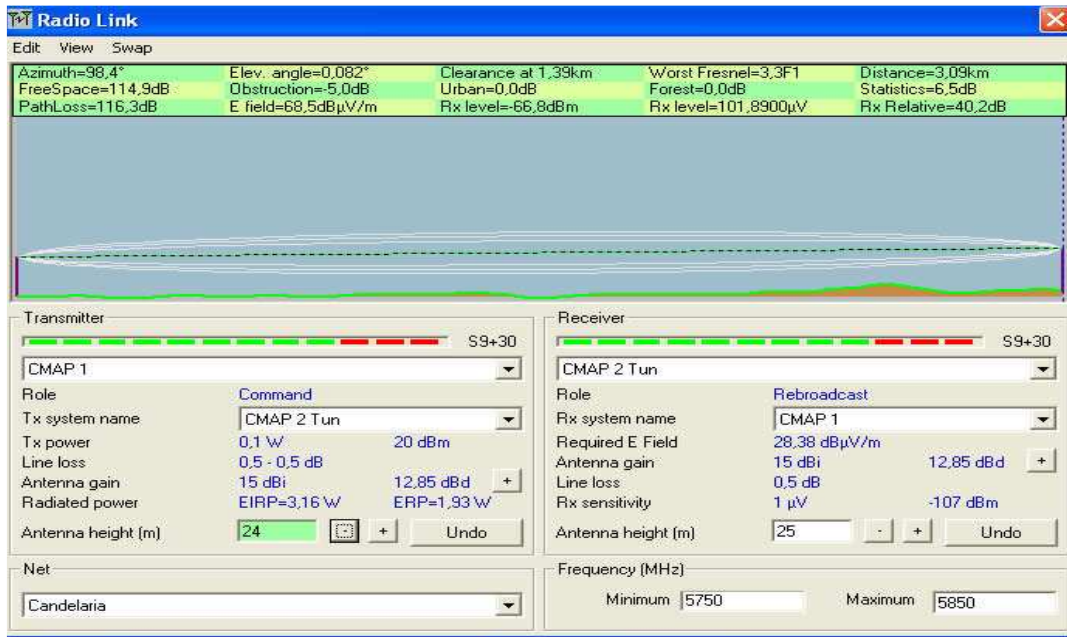 Radio Link
Edit View Swap
Azimuth=98,4° Elev. angle=0,082° Clearance at 1,39km Worst Fresnel=3,3F1 Distance=3,09km
FreeSpace=114,9dB Obstruction=-5,0dB Urban=0,0dB Forest=0,0dB Statistics=6,5dB
PathLoss=116,3dB E field=68,5dBµV/m Rx level=-66,8dBm Rx level=101,8900µV Rx Relative=40,2dB
Transmitter
S9+30
CMAP 1
Role Command
Tx system name CMAP 2 Tun
Tx power 0,1 W 20 dBm
Line loss 0,5 - 0,5 dB
Antenna gain 15 dBi 12,85 dBd +
Radiated power EIRP=3,16 W ERP=1,93 W
Antenna height (m) 24 - + Undo
Net
Candelaria
Receiver
S9+30
CMAP 2 Tun
Role Rebroadcast
Rx system name CMAP 1
Required E Field 28,38 dBµV/m
Antenna gain 15 dBi 12,85 dBd +
Line loss 0,5 dB
Rx sensitivity 1 µV -107 dBm
Antenna height (m) 25 - + Undo
Frequency (MHz)
Minimum 5750 Maximum 5850